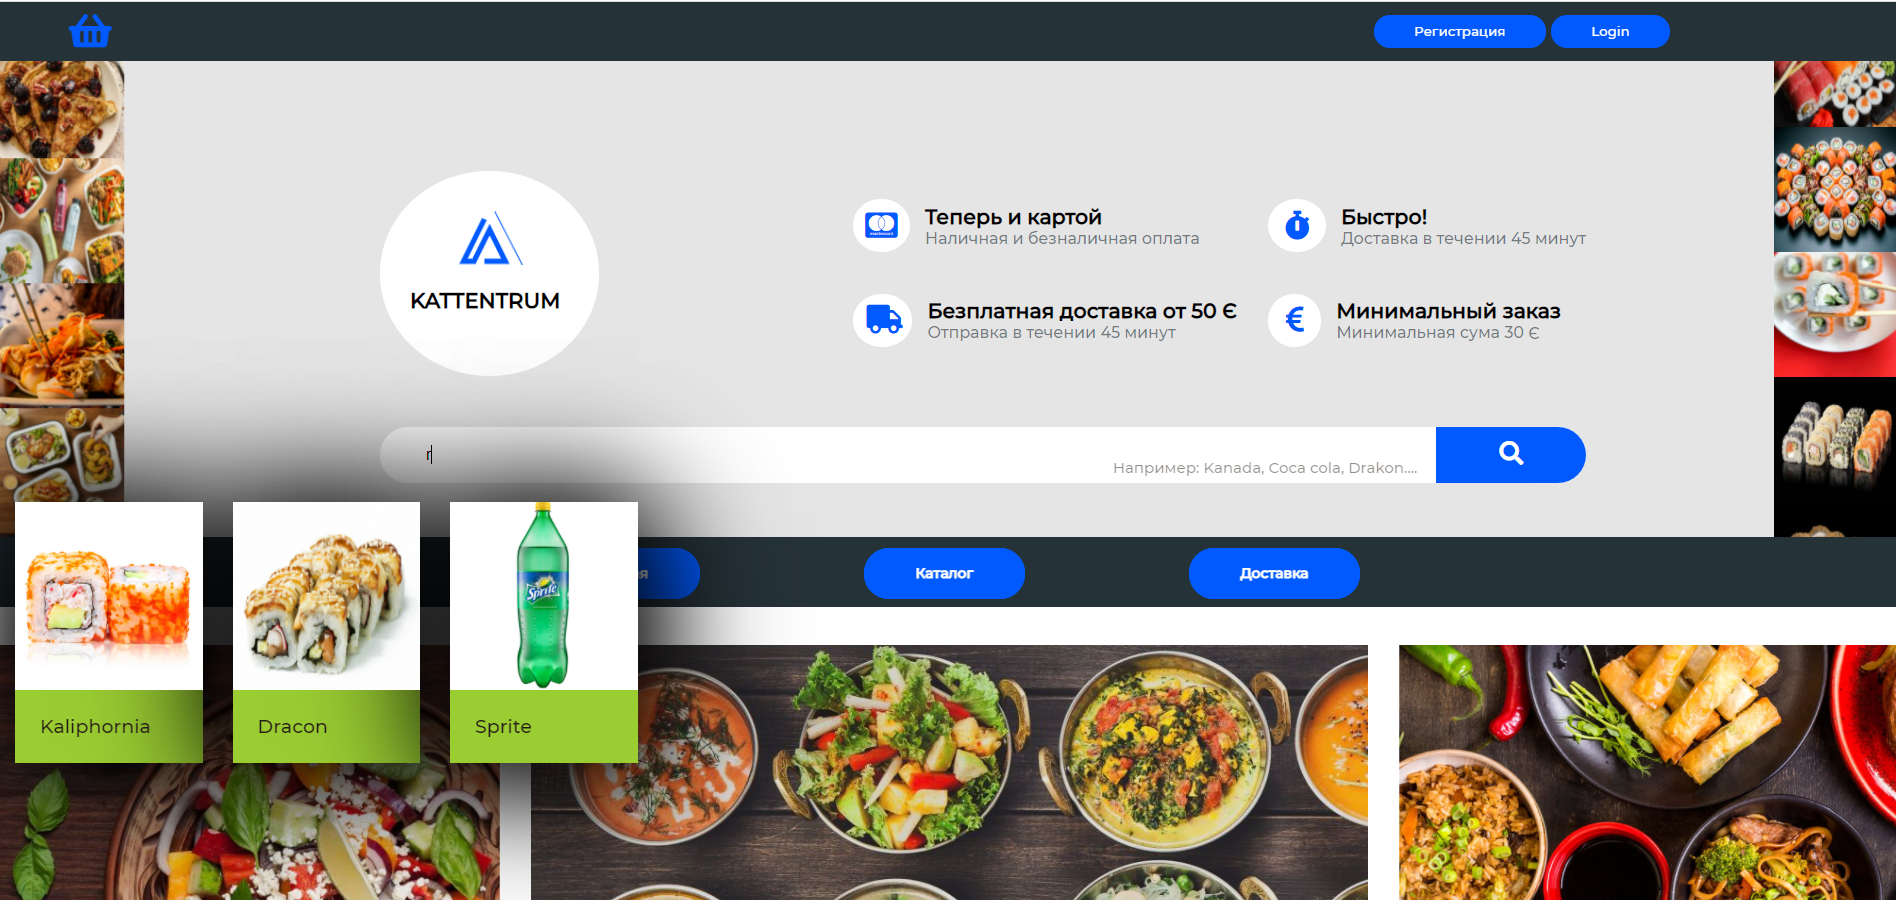 Регистрация
Login
KATTENTRUM
Теперь и картой
Наличная и безналичная оплата
Быстро!
Доставка в течении 45 минут
Безплатная доставка от 50 Є
Отправка в течении 45 минут
Минимальный заказ
Минимальная сума 30 Є
r
Например: Kanada, Coca cola, Drakon....
Каталог
Доставка
Sprite
Kaliphornia
Dracon
Sprite